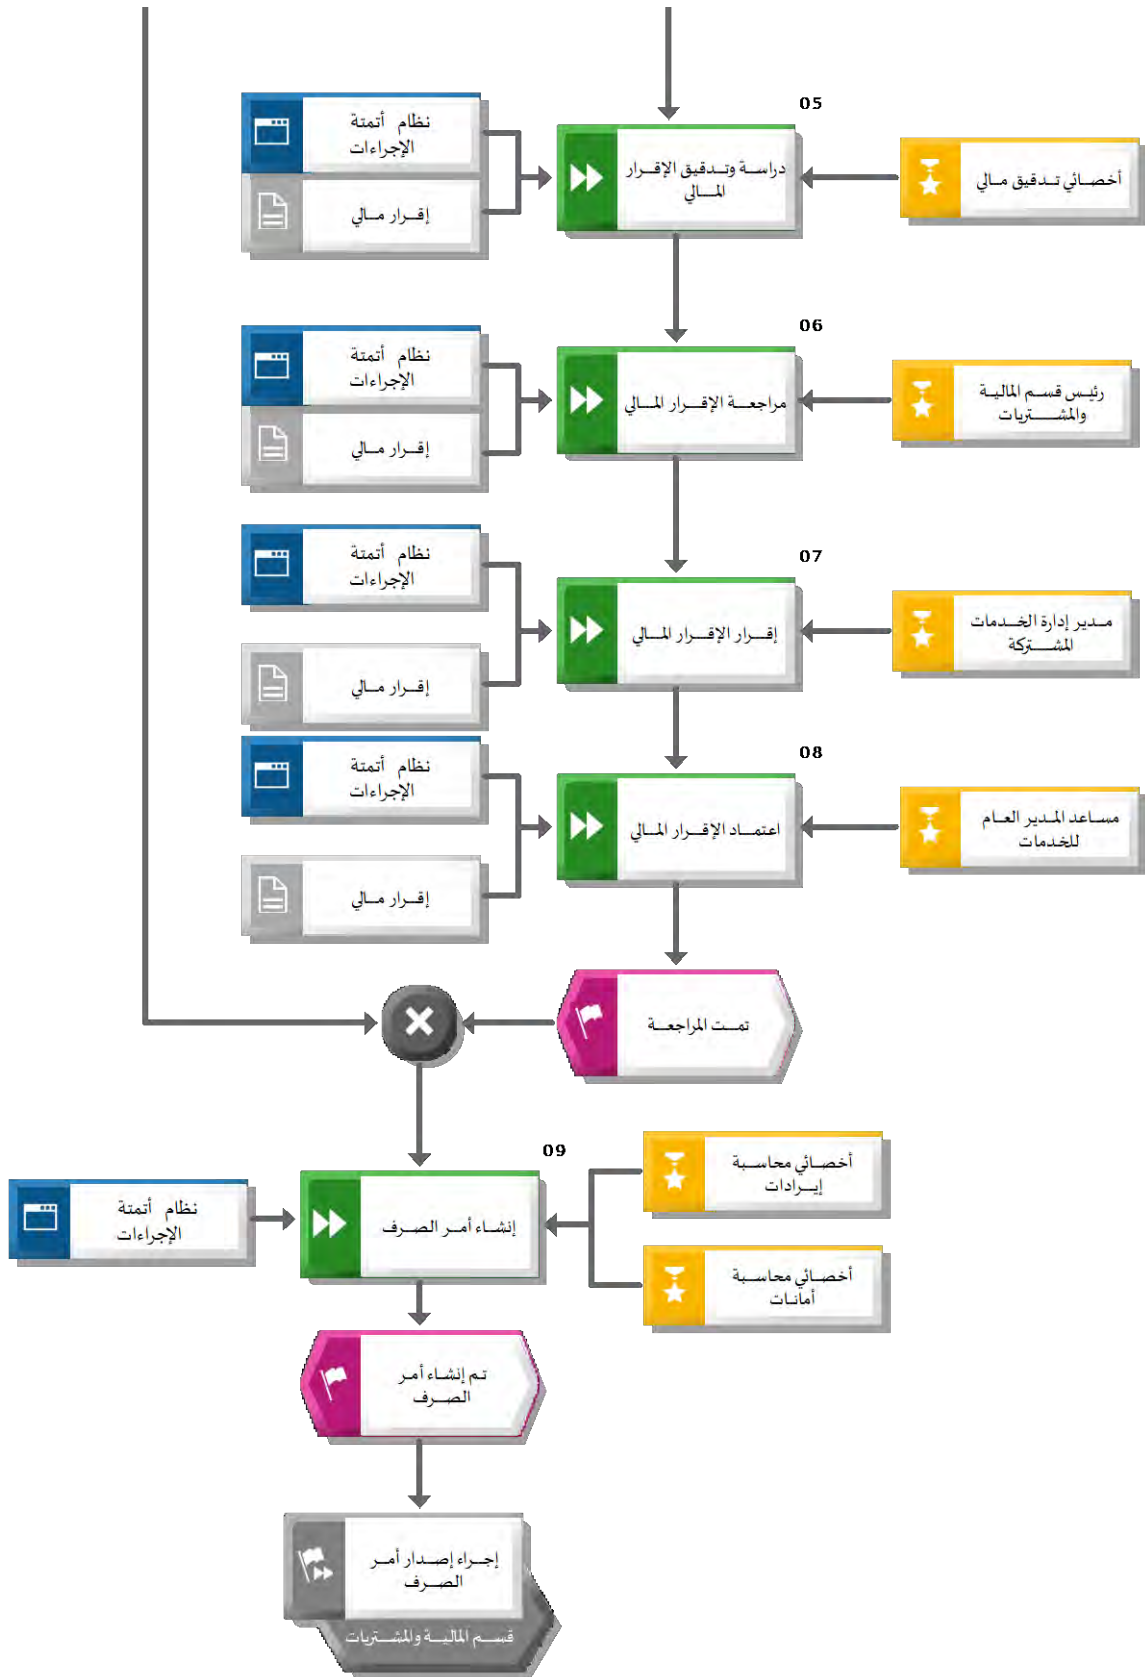 05
أخصائي تدقيق مالي
دراسة وتدقيق الإقرار
المالي
نظام أتمتة
الإجراءات
إقرار مالي
06
رئيس قسم المالية
والمشتريات
مراجعة الإقرار المالي
نظام أتمتة
الإجراءات
إقرار مالي
07
مدير إدارة الخدمات
المشتركة
إقرار الإقرار المالي
نظام أتمتة
الإجراءات
إقرار مالي
08
مساعد المدير العام
للخدمات
اعتماد الإقرار المالي
نظام أتمتة
الإجراءات
إقرار مالي
تمت المراجعة
09
أخصائي محاسبة
إيرادات
أخصائي محاسبة
أمانات
إنشاء أمر الصرف
نظام أتمتة
الإجراءات
تم إنشاء أمر
الصرف
إجراء إصدار أمر
الصرف
قسم المالية والمشتريات